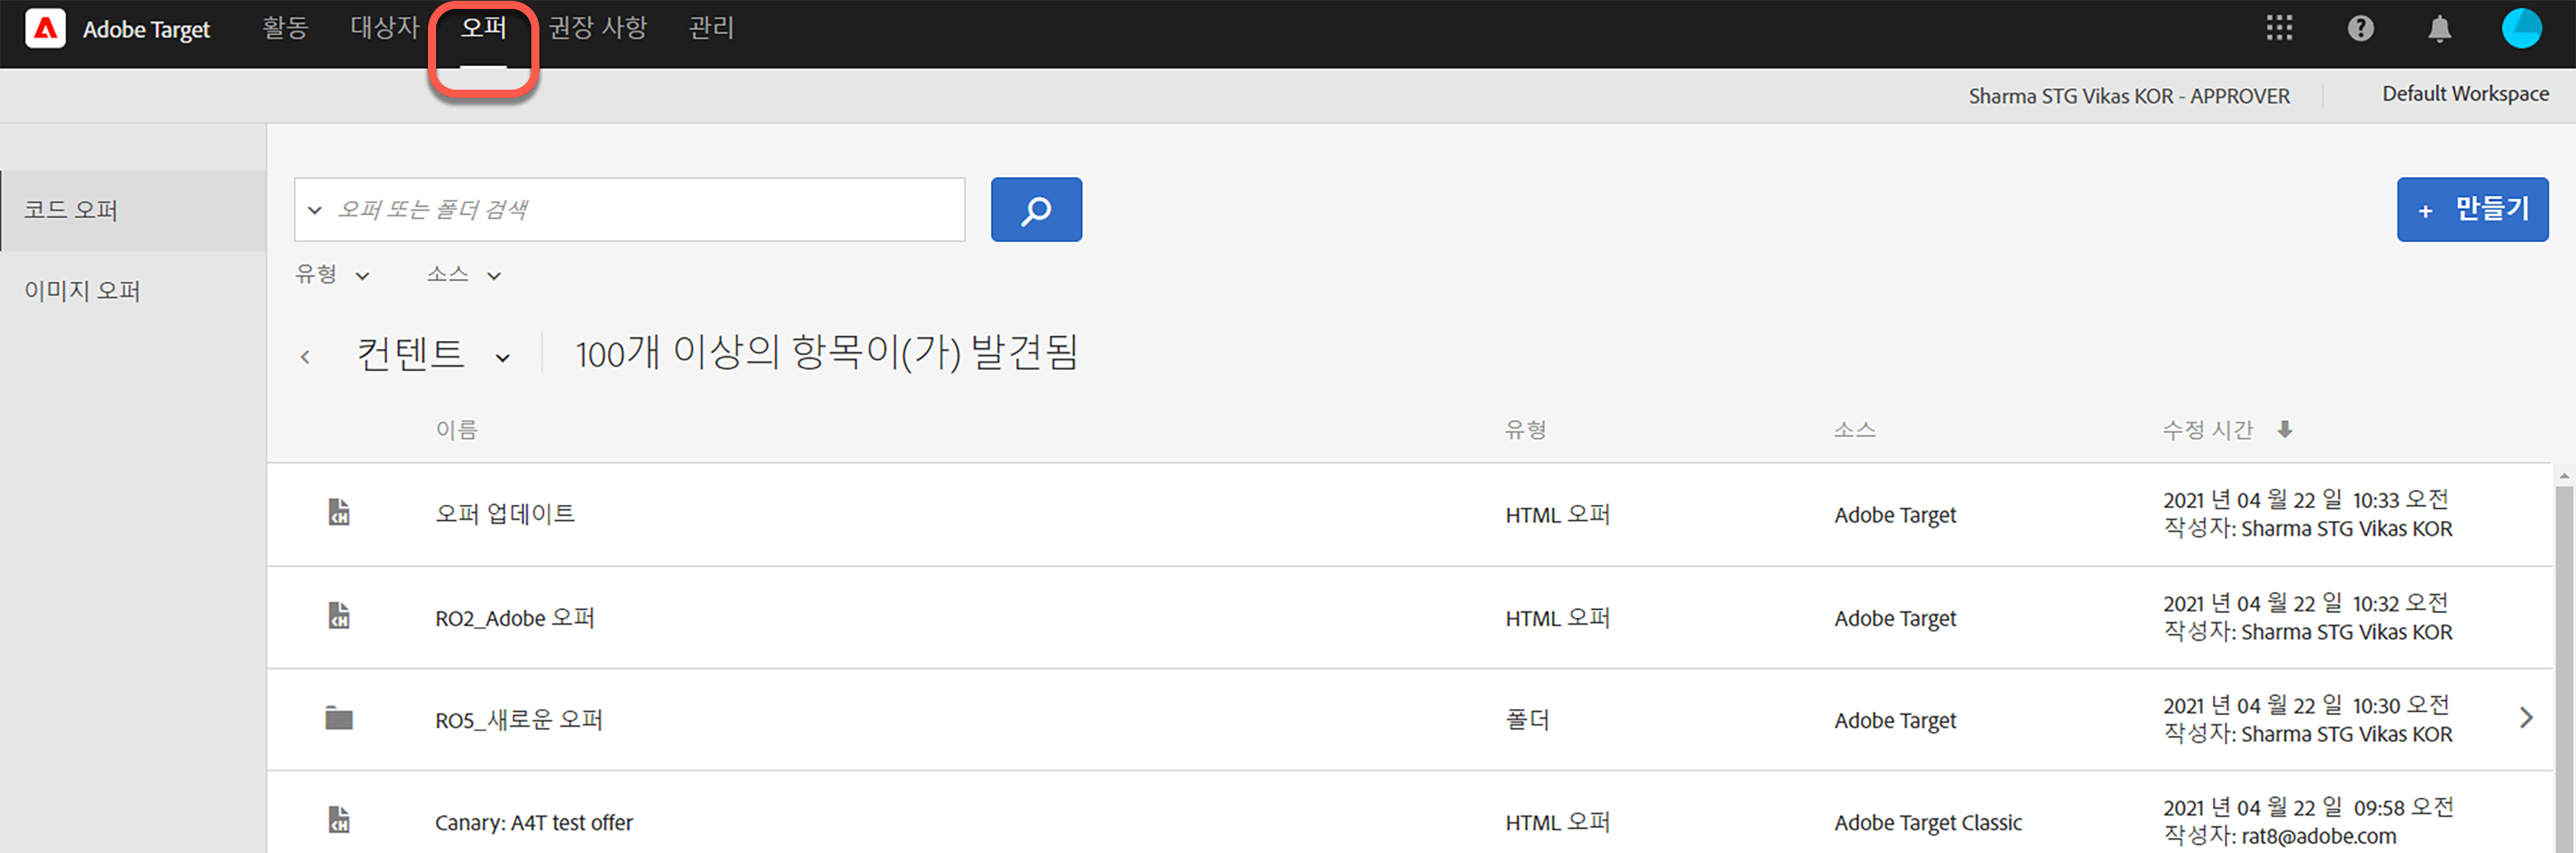 Adobe Target 활동 대상자 오퍼 권장 사항 관리
Sharma STG Vikas KOR - APPROVER Default Workspace
코드 오퍼
이미지 오퍼
오퍼 또는 폴더 검색
+ 만들기
유형 소스
컨텐트 100개 이상의 항목이(가) 발견됨
이름 유형 소스 수정 시간
오퍼 업데이트 HTML 오퍼 Adobe Target 2021 년 04 월 22 일 10:33 오전
작성자: Sharma STG Vikas KOR
RO2_Adobe 오퍼 HTML 오퍼 Adobe Target 2021 년 04 월 22 일 10:32 오전
작성자: Sharma STG Vikas KOR
RO5_새로운 오퍼 폴더 Adobe Target 2021 년 04 월 22 일 10:30 오전
작성자: Sharma STG Vikas KOR
Canary: A4T test offer HTML 오퍼 Adobe Target Classic 2021 년 04 월 22 일 09:58 오전
작성자: rat8@adobe.com